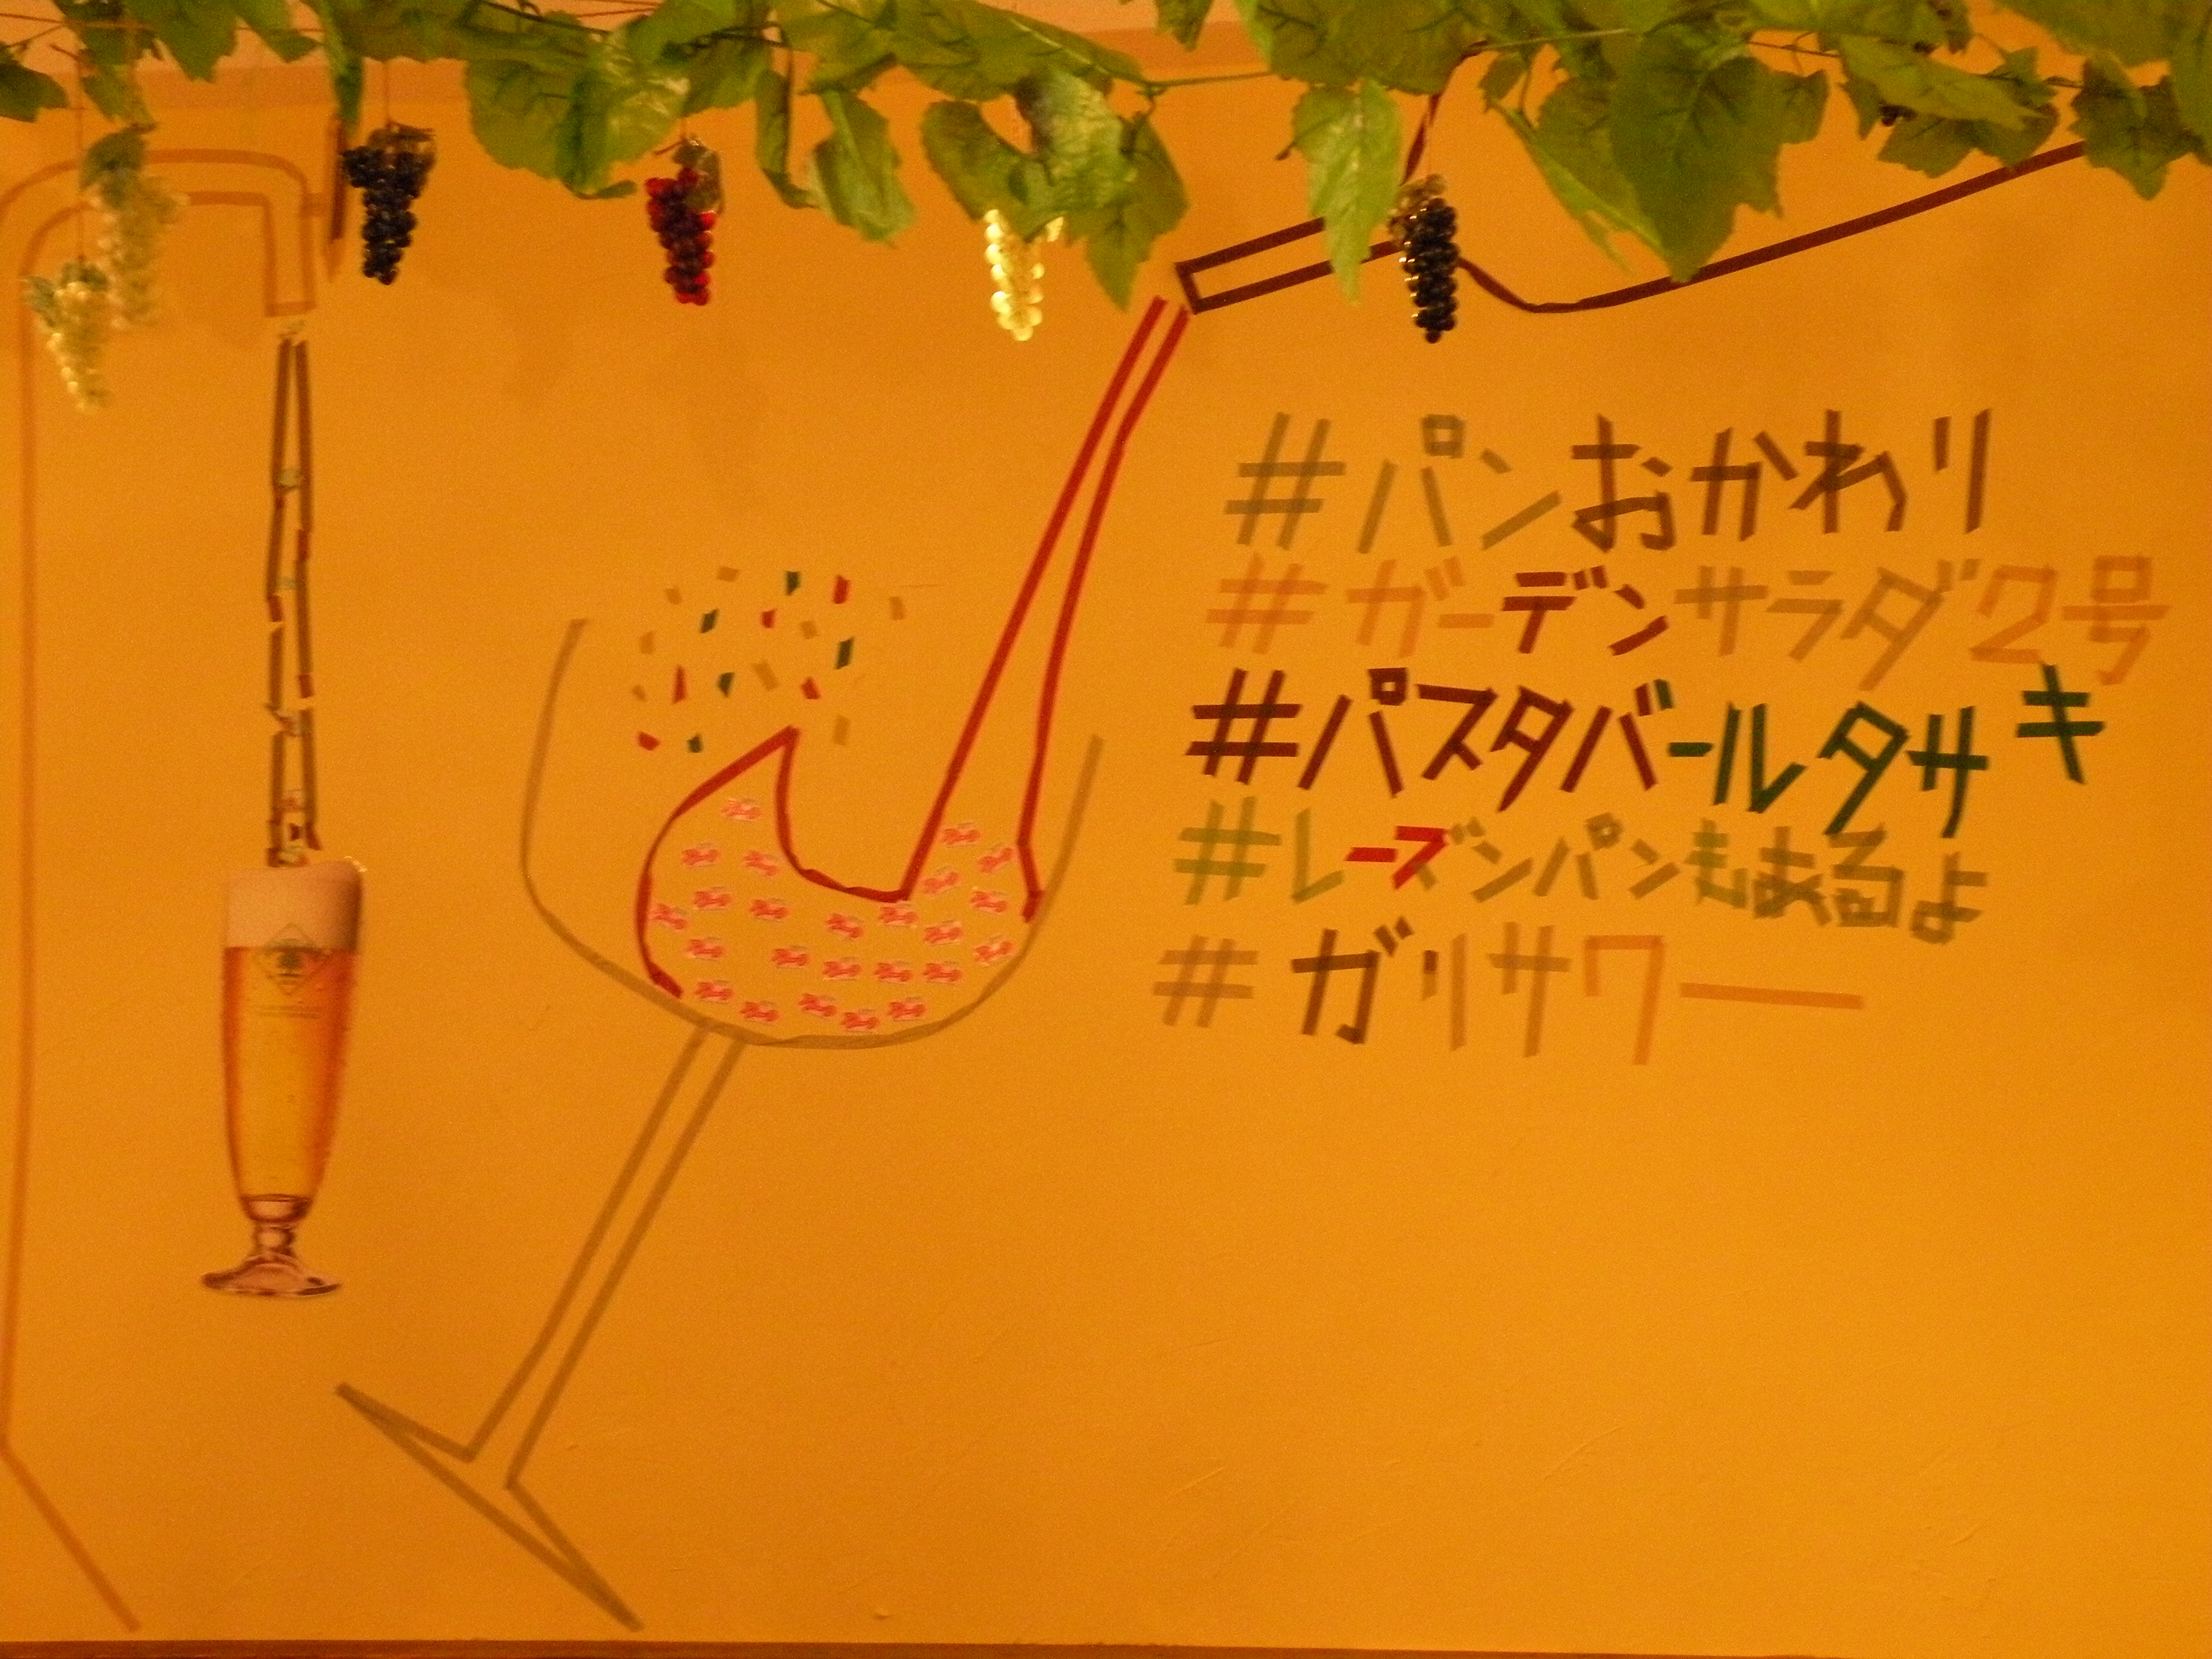 #パンおかわり
#ガーデンサラダ2号
#パスタバールタサキ
#レーズンパンもあるよ
#ガリサワー